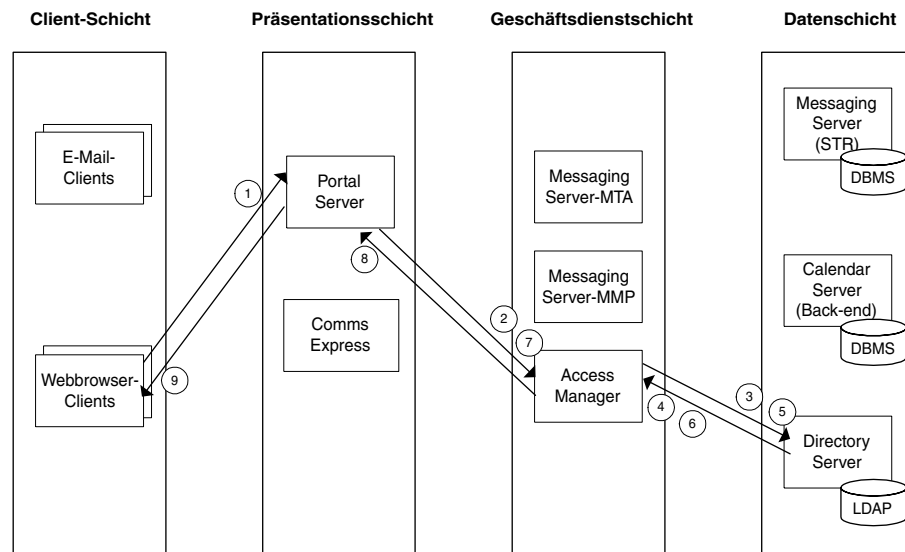 Client-Schicht
Präsentationsschicht
Geschäftsdienstschicht
Datenschicht
E-Mail-
Clients
Webbrowser-
Clients
1
9
Portal
Server
Comms
Express
8
2
7
Messaging
Server-MTA
Messaging
Server-MMP
Access
Manager
4
6
3
5
Messaging
Server
(STR)
DBMS
Calendar
Server
(Back-end)
DBMS
Directory
Server
LDAP